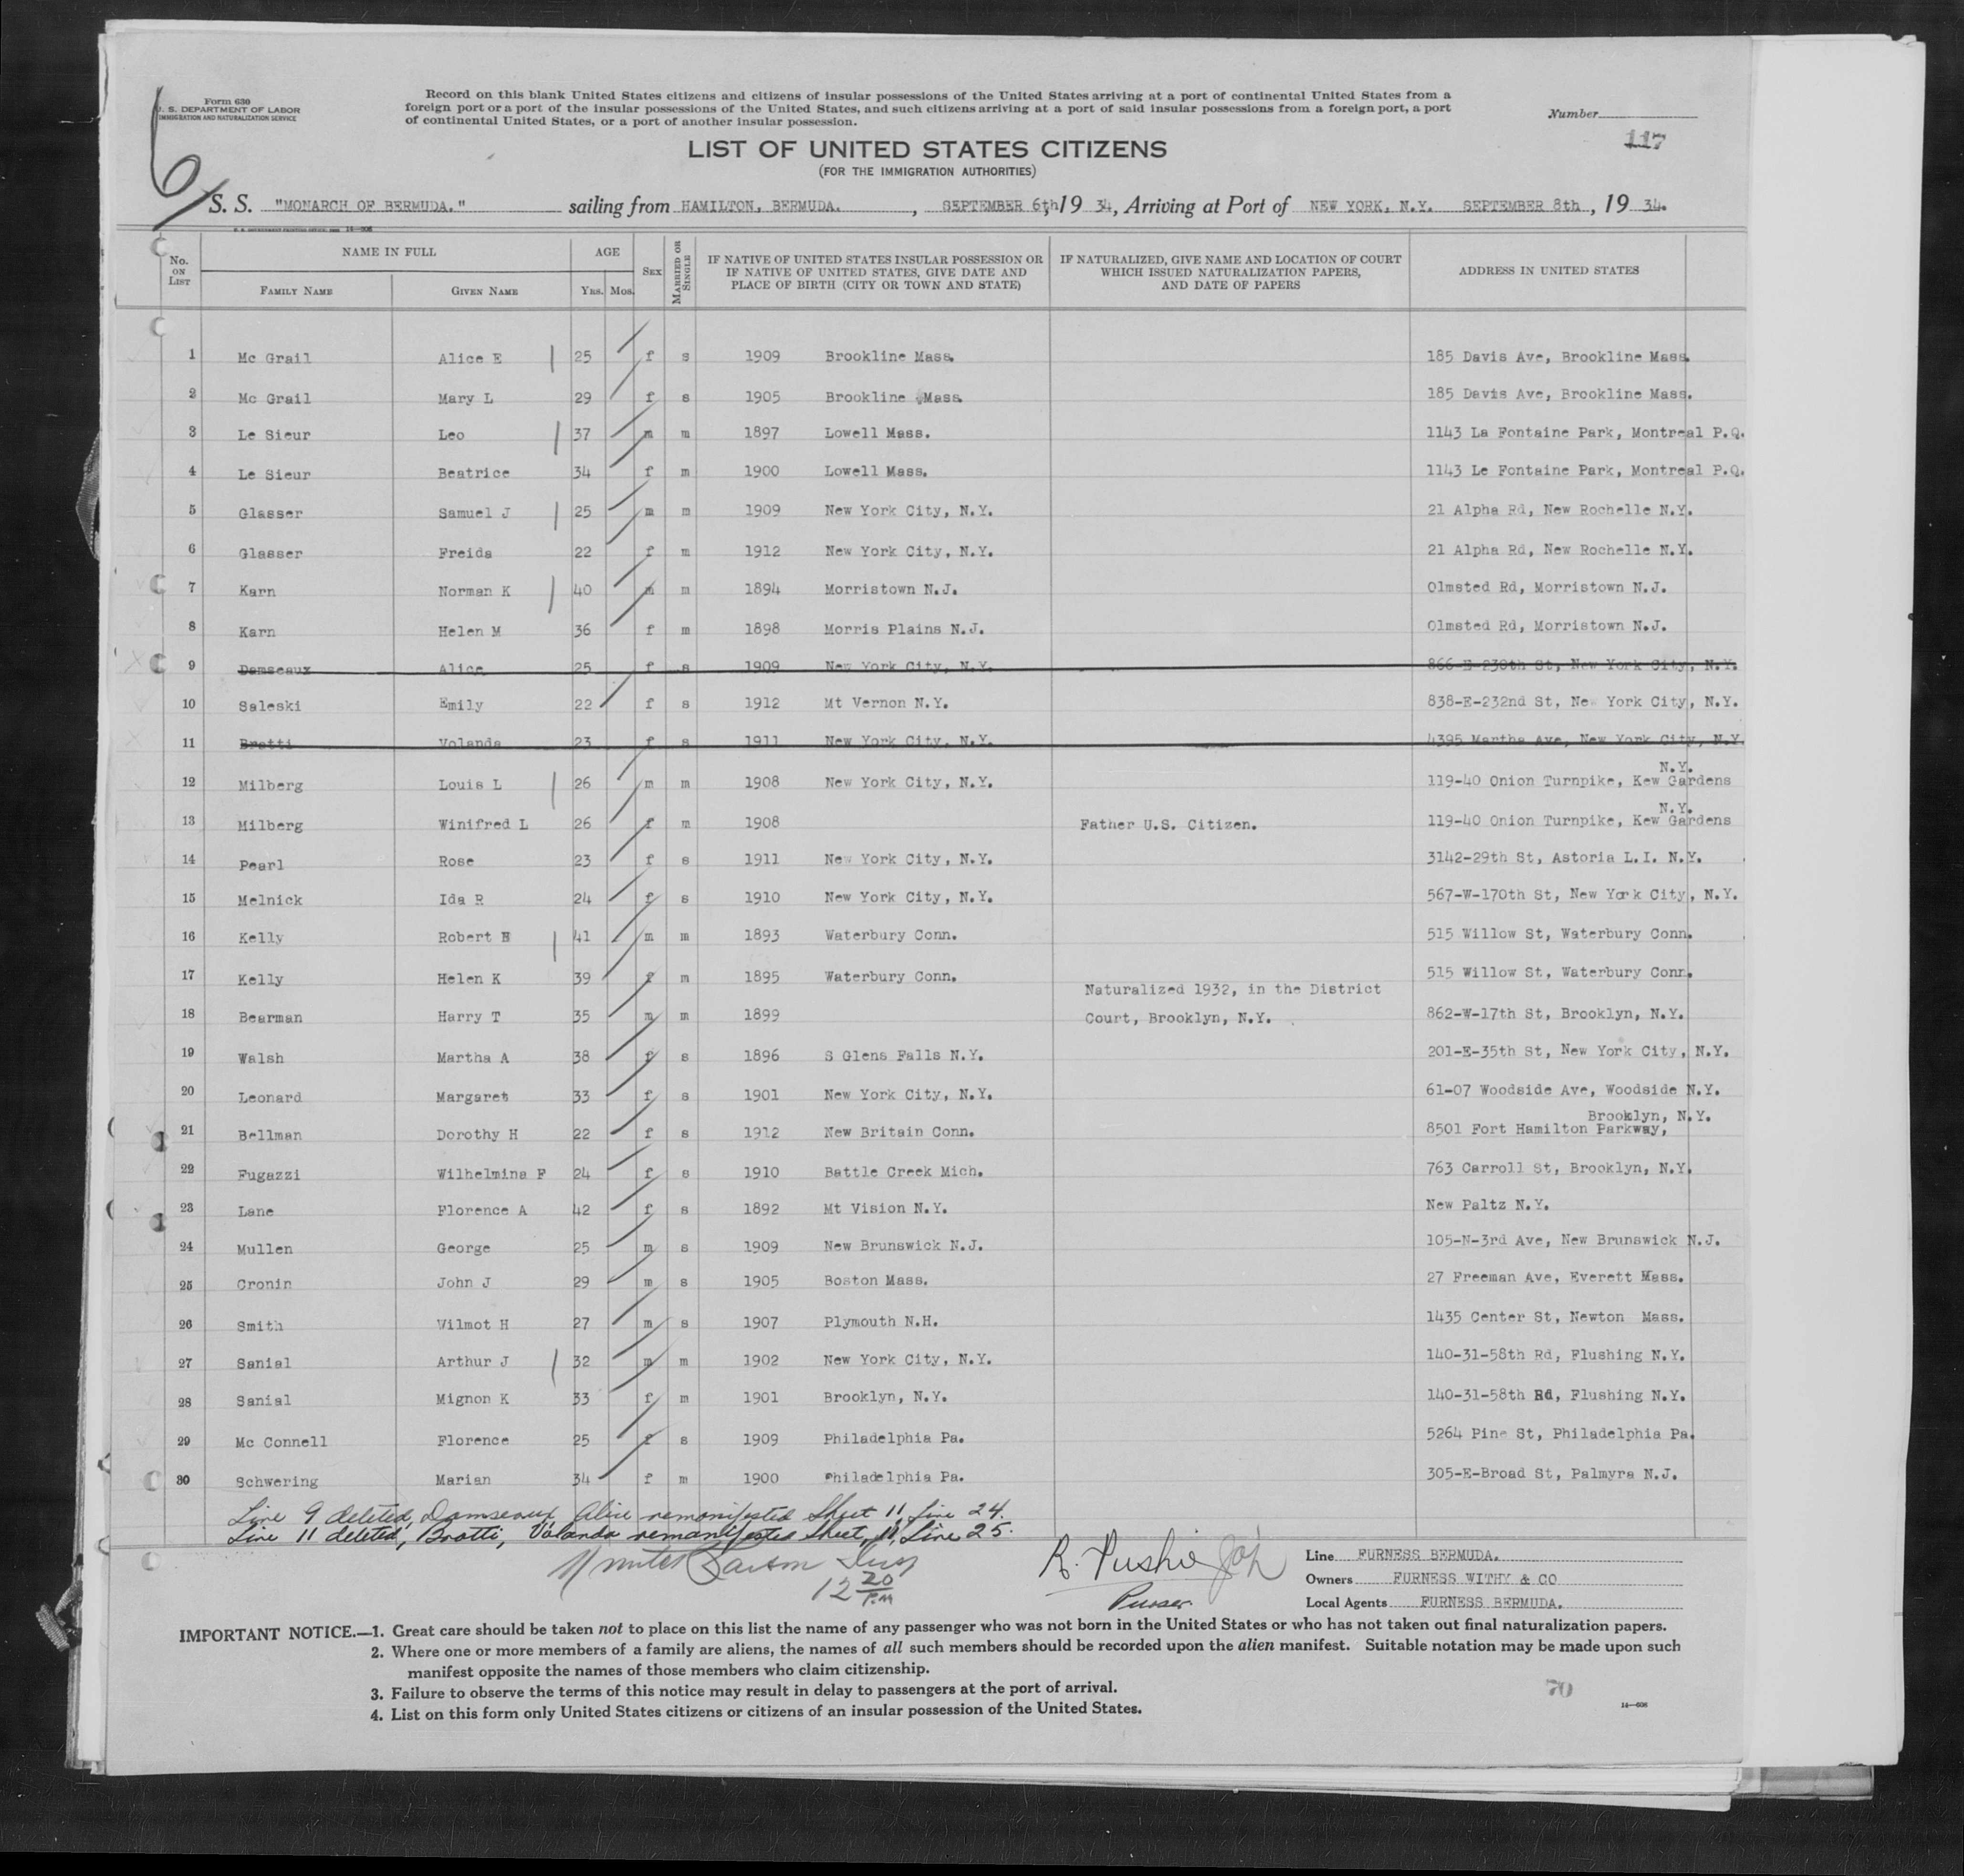 Form 630
U. S. DEPARTMENT OF LABOR
IMMIGRATION AND NATURALIZATION SERVICE
Record on this blank United States citizens and citizens of insular possessions of the United States arriving at a port of continental United States from a
foreign port or a port of the insular possessions of the United States, and such citizens arriving at a port of said insular possessions from a foreign port, a port
of continental United States, or a port of another insular possession.
Number
117
LIST OF UNITED STATES CITIZENS
(FOR THE IMMIGRATION AUTHORITIES)
6/
S. S. "MONARCH OF BERMUDA." sailing from HAMILTON, BERMUDA. , SEPTEMBER 6th, 19 34, Arriving at Port of NEW YORK, N.Y. SEPTEMBER 8th, 19 34.
No. ON LIST | NAME IN FULL | AGE | SEX | MARRIED OR SINGLE | IF NATIVE OF UNITED STATES INSULAR POSSESSION OR IF NATIVE OF UNITED STATES, GIVE DATE AND PLACE OF BIRTH (CITY OR TOWN AND STATE) | IF NATURALIZED, GIVE NAME AND LOCATION OF COURT WHICH ISSUED NATURALIZATION PAPERS, AND DATE OF PAPERS | ADDRESS IN UNITED STATES
FAMILY NAME | GIVEN NAME | YRS. | MOS.
1 Mc Grail Alice E 25 f s 1909 Brookline Mass. 185 Davis Ave, Brookline Mass.
2 Mc Grail Mary L 29 f s 1905 Brookline Mass. 185 Davis Ave, Brookline Mass.
3 Le Sieur Leo 37 m m 1897 Lowell Mass. 1143 La Fontaine Park, Montreal P.Q.
4 Le Sieur Beatrice 34 f m 1900 Lowell Mass. 1143 Le Fontaine Park, Montreal P.Q.
5 Glasser Samuel J 25 m m 1909 New York City, N.Y. 21 Alpha Rd, New Rochelle N.Y.
6 Glasser Freida 22 f m 1912 New York City, N.Y. 21 Alpha Rd, New Rochelle N.Y.
7 Karn Norman K 40 m m 1894 Morristown N.J. Olmsted Rd, Morristown N.J.
8 Karn Helen M 36 f m 1898 Morris Plains N.J. Olmsted Rd, Morristown N.J.
9 Damseaux Alice 25 f s 1909 New York City, N.Y. 866-E-230th St, New York City, N.Y.
10 Saleski Emily 22 f s 1912 Mt Vernon N.Y. 838-E-232nd St, New York City, N.Y.
11 Brotti Volanda 23 f s 1911 New York City, N.Y. 4395 Martha Ave, New York City, N.Y.
N.Y.
12 Milberg Louis L 26 m m 1908 New York City, N.Y. 119-40 Onion Turnpike, Kew Gardens
N.Y.
13 Milberg Winifred L 26 f m 1908 Father U.S. Citizen. 119-40 Onion Turnpike, Kew Gardens
14 Pearl Rose 23 f s 1911 New York City, N.Y. 3142-29th St, Astoria L.I. N.Y.
15 Melnick Ida R 24 f s 1910 New York City, N.Y. 567-W-170th St, New York City, N.Y.
16 Kelly Robert E 41 m m 1893 Waterbury Conn. 515 Willow St, Waterbury Conn.
17 Kelly Helen K 39 f m 1895 Waterbury Conn. 515 Willow St, Waterbury Conn.
Naturalized 1932, in the District
18 Bearman Harry T 35 m m 1899 Court, Brooklyn, N.Y. 862-W-17th St, Brooklyn, N.Y.
19 Walsh Martha A 38 f s 1896 S Glens Falls N.Y. 201-E-35th St, New York City, N.Y.
20 Leonard Margaret 33 f s 1901 New York City, N.Y. 61-07 Woodside Ave, Woodside N.Y.
Brooklyn, N.Y.
21 Bellman Dorothy H 22 f s 1912 New Britain Conn. 8501 Fort Hamilton Parkway,
22 Fugazzi Wilhelmina F 24 f s 1910 Battle Creek Mich. 763 Carroll St, Brooklyn, N.Y.
23 Lane Florence A 42 f s 1892 Mt Vision N.Y. New Paltz N.Y.
24 Mullen George 25 m s 1909 New Brunswick N.J. 105-N-3rd Ave, New Brunswick N.J.
25 Cronin John J 29 m s 1905 Boston Mass. 27 Freeman Ave, Everett Mass.
26 Smith Wilmot H 27 m s 1907 Plymouth N.H. 1435 Center St, Newton Mass.
27 Sanial Arthur J 32 m m 1902 New York City, N.Y. 140-31-58th Rd, Flushing N.Y.
28 Sanial Mignon K 33 f m 1901 Brooklyn, N.Y. 140-31-58th Rd, Flushing N.Y.
29 Mc Connell Florence 25 f s 1909 Philadelphia Pa. 5264 Pine St, Philadelphia Pa.
30 Schwering Marian 34 f m 1900 Philadelphia Pa. 305-E-Broad St, Palmyra N.J.
Line 9 deleted, Damseaux, Alice remanifested Sheet 11, Line 24.
Line 11 deleted, Brotti, Volanda remanifested Sheet, 11, Line 25.
12 20 P.M
R. Pushie
Purser
Line FURNESS BERMUDA.
Owners FURNESS WITHY & CO
Local Agents FURNESS BERMUDA.
IMPORTANT NOTICE.—1. Great care should be taken not to place on this list the name of any passenger who was not born in the United States or who has not taken out final naturalization papers.
2. Where one or more members of a family are aliens, the names of all such members should be recorded upon the alien manifest. Suitable notation may be made upon such
manifest opposite the names of those members who claim citizenship.
3. Failure to observe the terms of this notice may result in delay to passengers at the port of arrival.
4. List on this form only United States citizens or citizens of an insular possession of the United States.
70
14—606